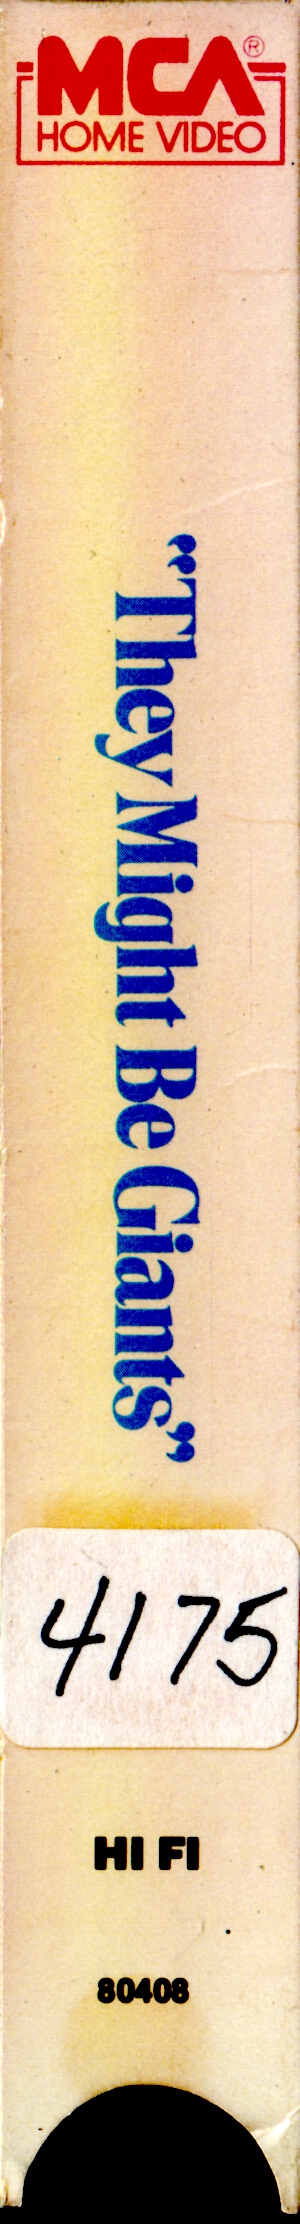 MCA®
HOME VIDEO
“They Might Be Giants”
4175
HI FI
80408